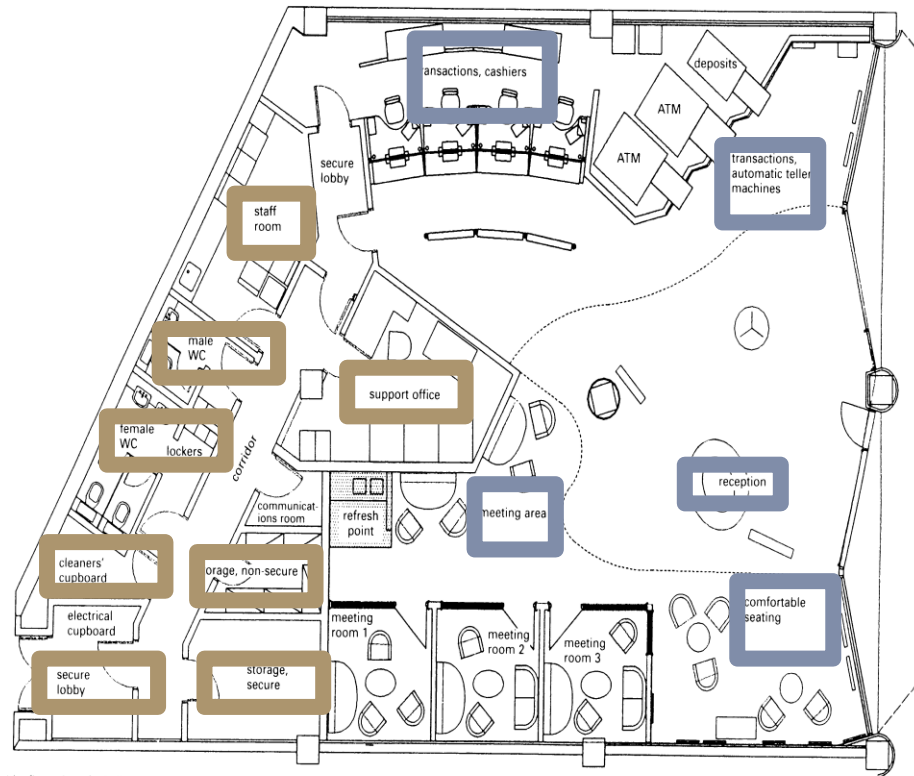 transactions, cashiers
deposits
ATM
ATM
transactions,
automatic teller
machines
secure
lobby
staff
room
male
WC
support office
female
WC
lockers
corridor
reception
communicat-
ions room
refresh
point
meeting area
cleaners'
cupboard
orage, non-secure
electrical
cupboard
meeting
room 1
meeting
room 2
meeting
room 3
comfortable
seating
secure
lobby
storage,
secure